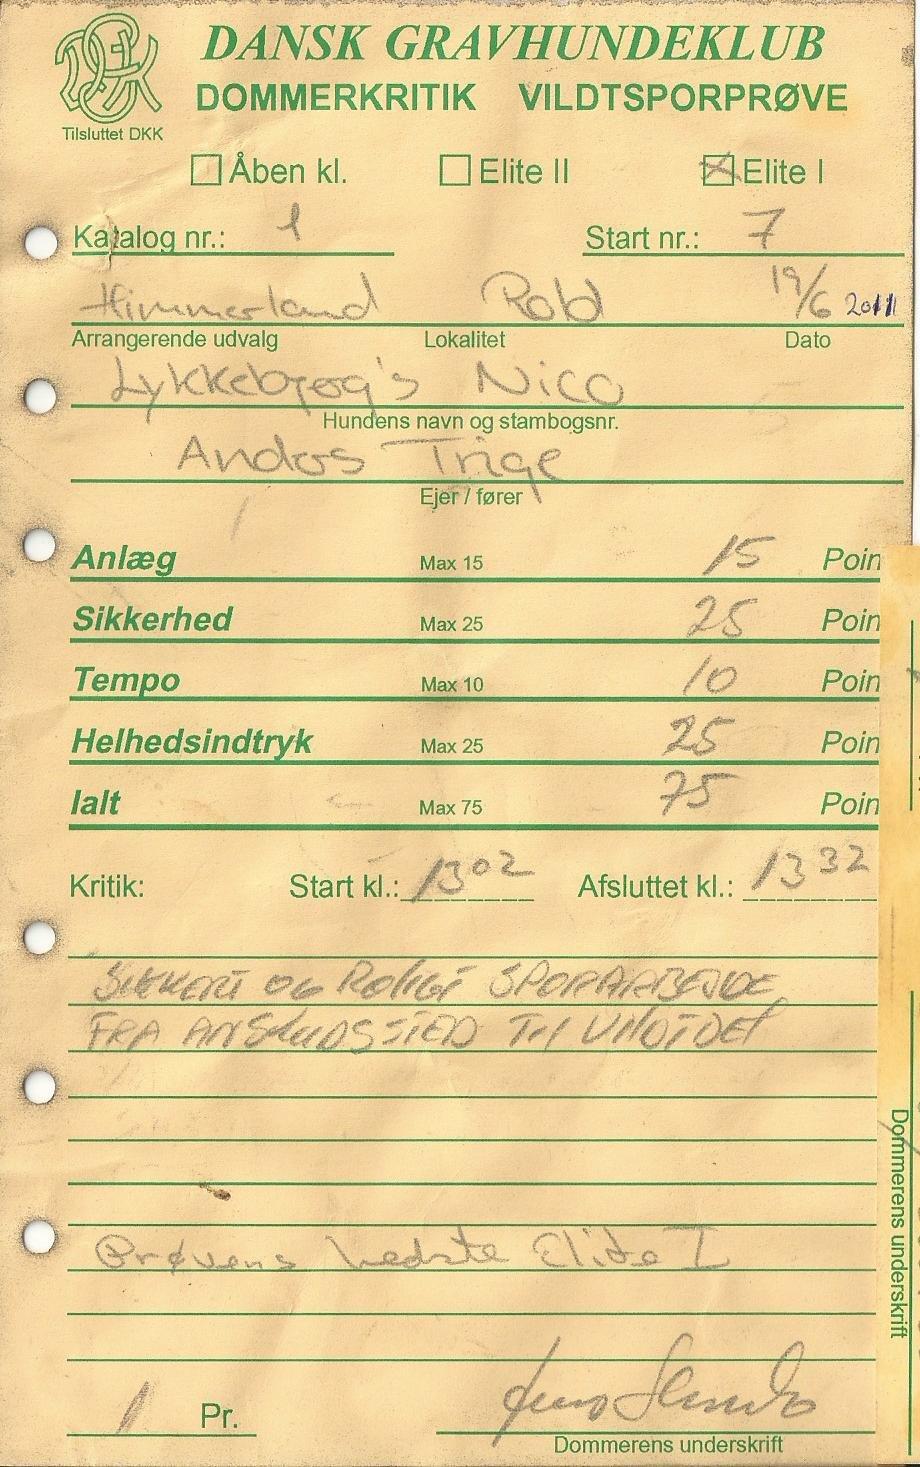 DANSK GRAVHUNDEKLUB
DOMMERKRITIK VILDTSPORPRØVE
Tilsluttet DKK
Åben kl. Elite II Elite I
Katalog nr.: 1 Start nr.: 7
Himmerland Rold 19/6 2011
Arrangerende udvalg Lokalitet Dato
Lykkebjerg's Nico
Hundens navn og stambogsnr.
Anders Trige
Ejer / fører
Anlæg Max 15 15 Poin
Sikkerhed Max 25 25 Poin
Tempo Max 10 10 Poin
Helhedsindtryk Max 25 25 Poin
Ialt Max 75 75 Poin
Kritik: Start kl.: 13 02 Afsluttet kl.: 13 32
SIKKERT OG ROLIGT SPORARBEJDE
FRA ANSKUDSSTED TIL VILDTDEL
Prøvens bedste Elite I
1 Pr.
Dommerens underskrift
Dommerens underskrift